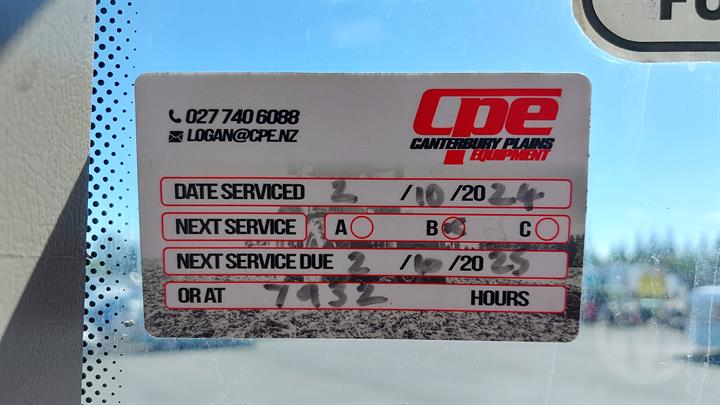 FU
027 740 6088
LOGAN@CPE.NZ
cpe
CANTERBURY PLAINS
EQUIPMENT
DATE SERVICED 2 / 10 / 2024
NEXT SERVICE A B C
NEXT SERVICE DUE 2 / / 2025
OR AT 7932 HOURS